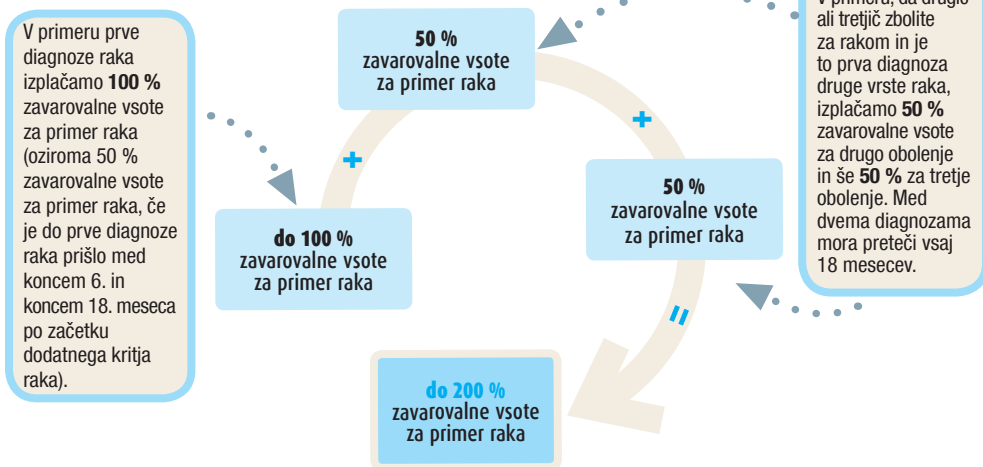 V primeru prve
diagnoze raka
izplačamo 100 %
zavarovalne vsote
za primer raka
(oziroma 50 %
zavarovalne vsote
za primer raka, če
je do prve diagnoze
raka prišlo med
koncem 6. in
koncem 18. meseca
po začetku
dodatnega kritja
raka).
+
do 100 %
zavarovalne vsote
za primer raka
50 %
zavarovalne vsote
za primer raka
+
50 %
zavarovalne vsote
za primer raka
=
do 200 %
zavarovalne vsote
za primer raka
V primeru, da drugič
ali tretjič zbolite
za rakom in je
to prva diagnoza
druge vrste raka,
izplačamo 50 %
zavarovalne vsote
za drugo obolenje
in še 50 % za tretje
obolenje. Med
dvema diagnozama
mora preteči vsaj
18 mesecev.